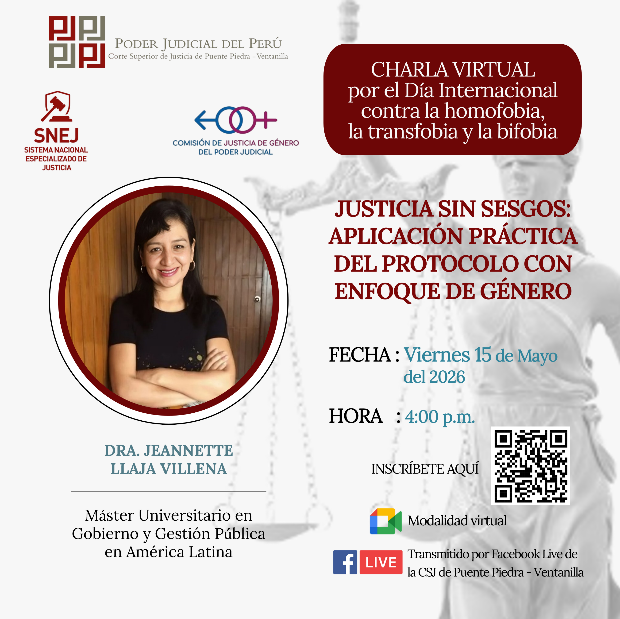 PODER JUDICIAL DEL PERÚ
Corte Superior de Justicia de Puente Piedra - Ventanilla
SNEJ
SISTEMA NACIONAL
ESPECIALIZADO DE
JUSTICIA
COMISIÓN DE JUSTICIA DE GÉNERO
DEL PODER JUDICIAL
CHARLA VIRTUAL
por el Día Internacional
contra la homofobia,
la transfobia y la bifobia
JUSTICIA SIN SESGOS:
APLICACIÓN PRÁCTICA
DEL PROTOCOLO CON
ENFOQUE DE GÉNERO
FECHA : Viernes 15 de Mayo
del 2026
HORA : 4:00 p.m.
INSCRÍBETE AQUÍ
Modalidad virtual
LIVE
Transmitido por Facebook Live de
la CSJ de Puente Piedra - Ventanilla
DRA. JEANNETTE
LLAJA VILLENA
Máster Universitario en
Gobierno y Gestión Pública
en América Latina